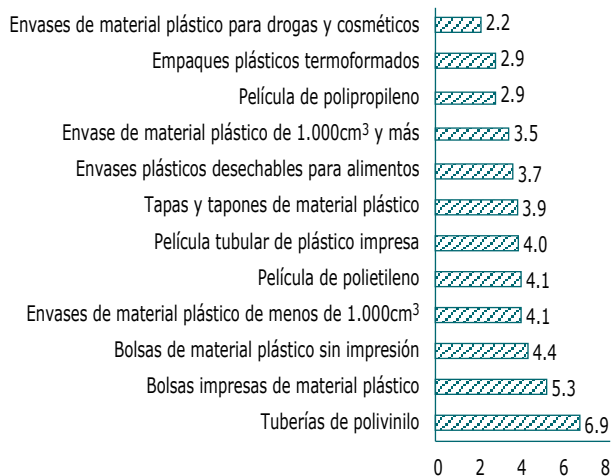 Envases de material plástico para drogas y cosméticos 2.2
Empaques plásticos termoformados 2.9
Película de polipropileno 2.9
Envase de material plástico de 1.000cm³ y más 3.5
Envases plásticos desechables para alimentos 3.7
Tapas y tapones de material plástico 3.9
Película tubular de plástico impresa 4.0
Película de polietileno 4.1
Envases de material plástico de menos de 1.000cm³ 4.1
Bolsas de material plástico sin impresión 4.4
Bolsas impresas de material plástico 5.3
Tuberías de polivinilo 6.9
0 2 4 6 8